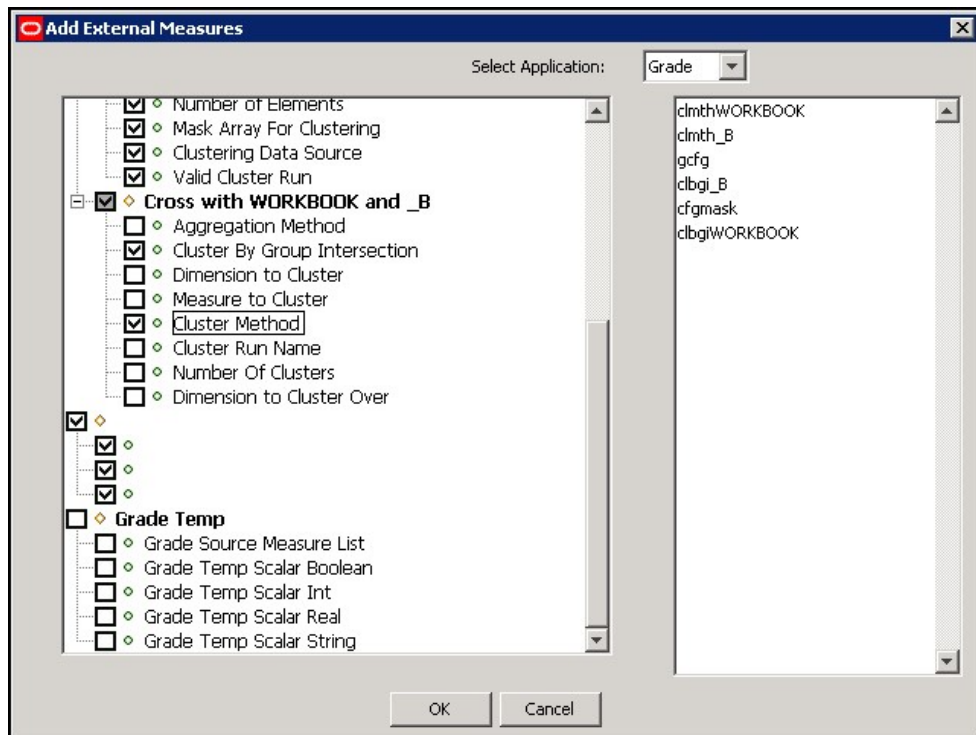 Add External Measures
Select Application:
Grade
Number of Elements
Mask Array For Clustering
Clustering Data Source
Valid Cluster Run
Cross with WORKBOOK and _B
Aggregation Method
Cluster By Group Intersection
Dimension to Cluster
Measure to Cluster
Cluster Method
Cluster Run Name
Number Of Clusters
Dimension to Cluster Over
Grade Temp
Grade Source Measure List
Grade Temp Scalar Boolean
Grade Temp Scalar Int
Grade Temp Scalar Real
Grade Temp Scalar String
clmthWORKBOOK
clmth_B
gcfg
clbgi_B
cfgmask
clbgiWORKBOOK
OK
Cancel